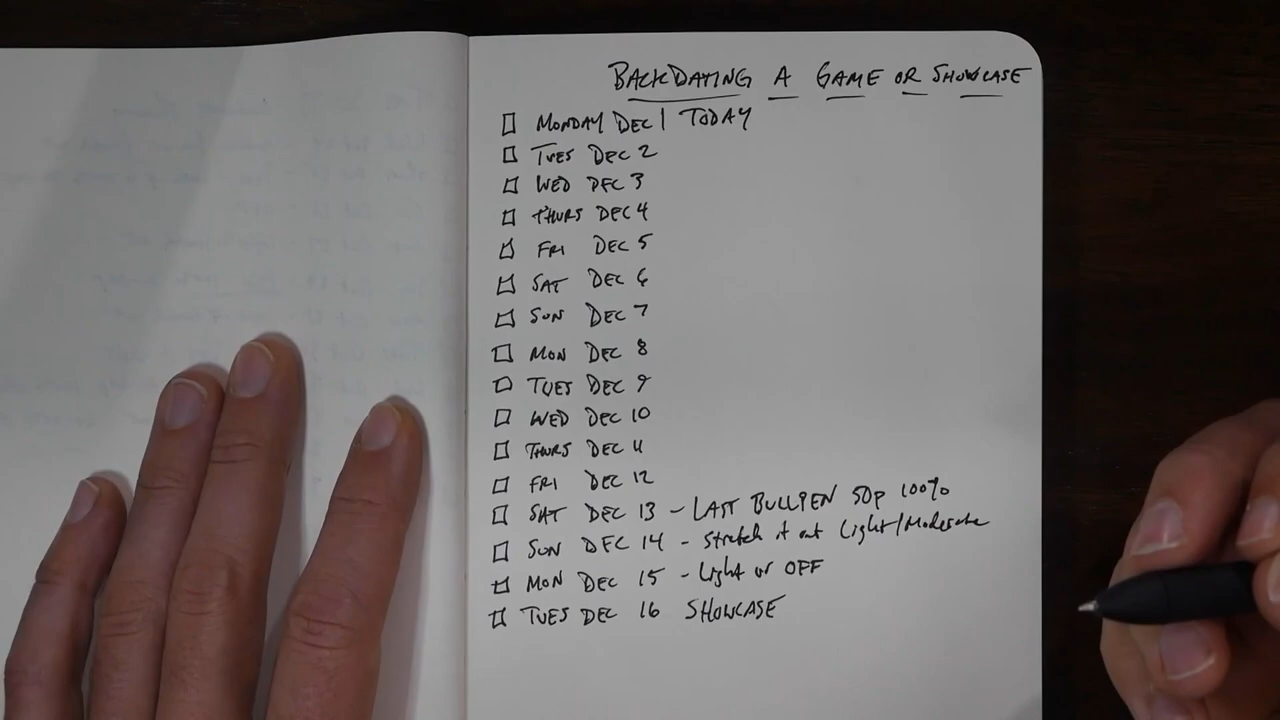 BACKDATING A GAME OR SHOWCASE
MONDAY DEC 1 TODAY
TUES DEC 2
WED DEC 3
THURS DEC 4
FRI DEC 5
SAT DEC 6
SUN DEC 7
MON DEC 8
TUES DEC 9
WED DEC 10
THURS DEC 11
FRI DEC 12
SAT DEC 13 - LAST BULLPEN 50p 100%
SUN DEC 14 - Stretch it out Light/Moderate
MON DEC 15 - Light or OFF
TUES DEC 16 SHOWCASE